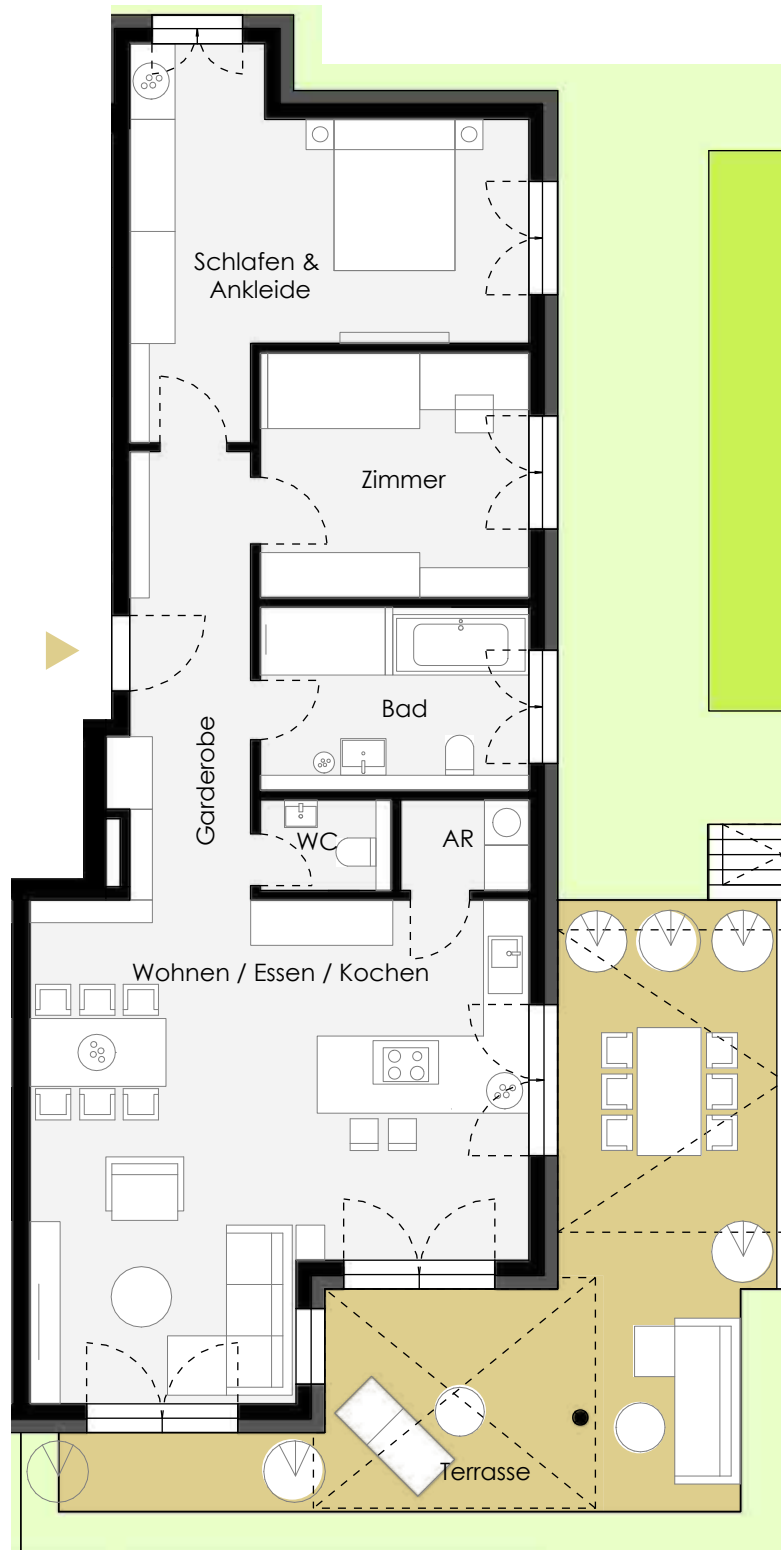 Schlafen &
Ankleide
Zimmer
Bad
Garderobe
WC
AR
Wohnen / Essen / Kochen
Terrasse